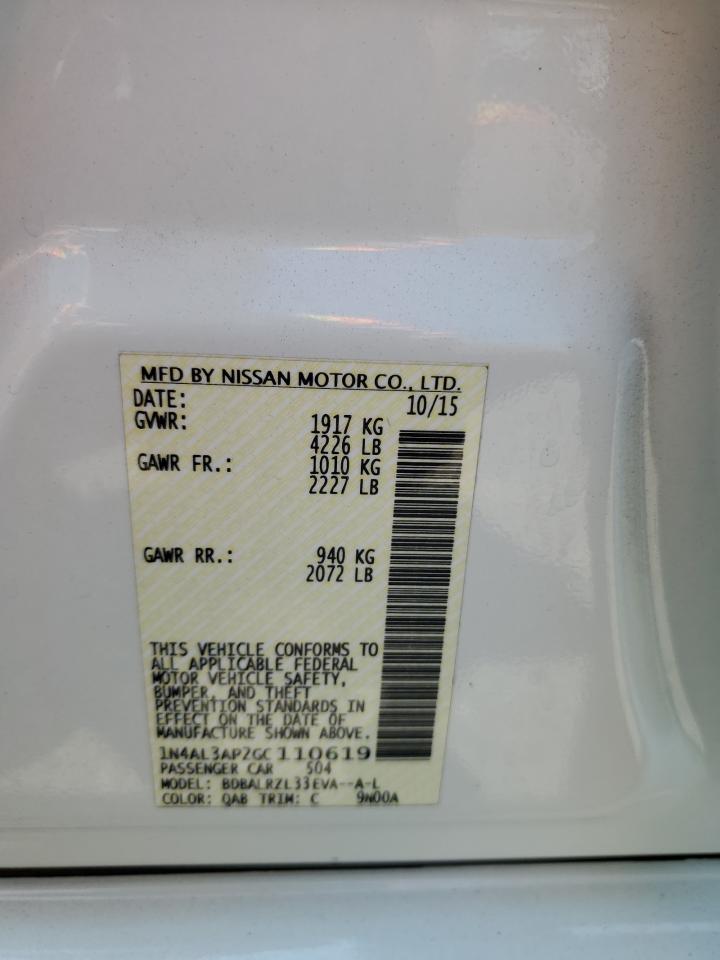 MFD BY NISSAN MOTOR CO., LTD.
DATE: 10/15
GVWR: 1917 KG
4226 LB
GAWR FR.: 1010 KG
2227 LB
GAWR RR.: 940 KG
2072 LB
THIS VEHICLE CONFORMS TO
ALL APPLICABLE FEDERAL
MOTOR VEHICLE SAFETY,
BUMPER, AND THEFT
PREVENTION STANDARDS IN
EFFECT ON THE DATE OF
MANUFACTURE SHOWN ABOVE.
1N4AL3AP2GC110619
PASSENGER CAR 504
MODEL: BDBALRZL33EVA--A-L
COLOR: QAB TRIM: C 9N00A